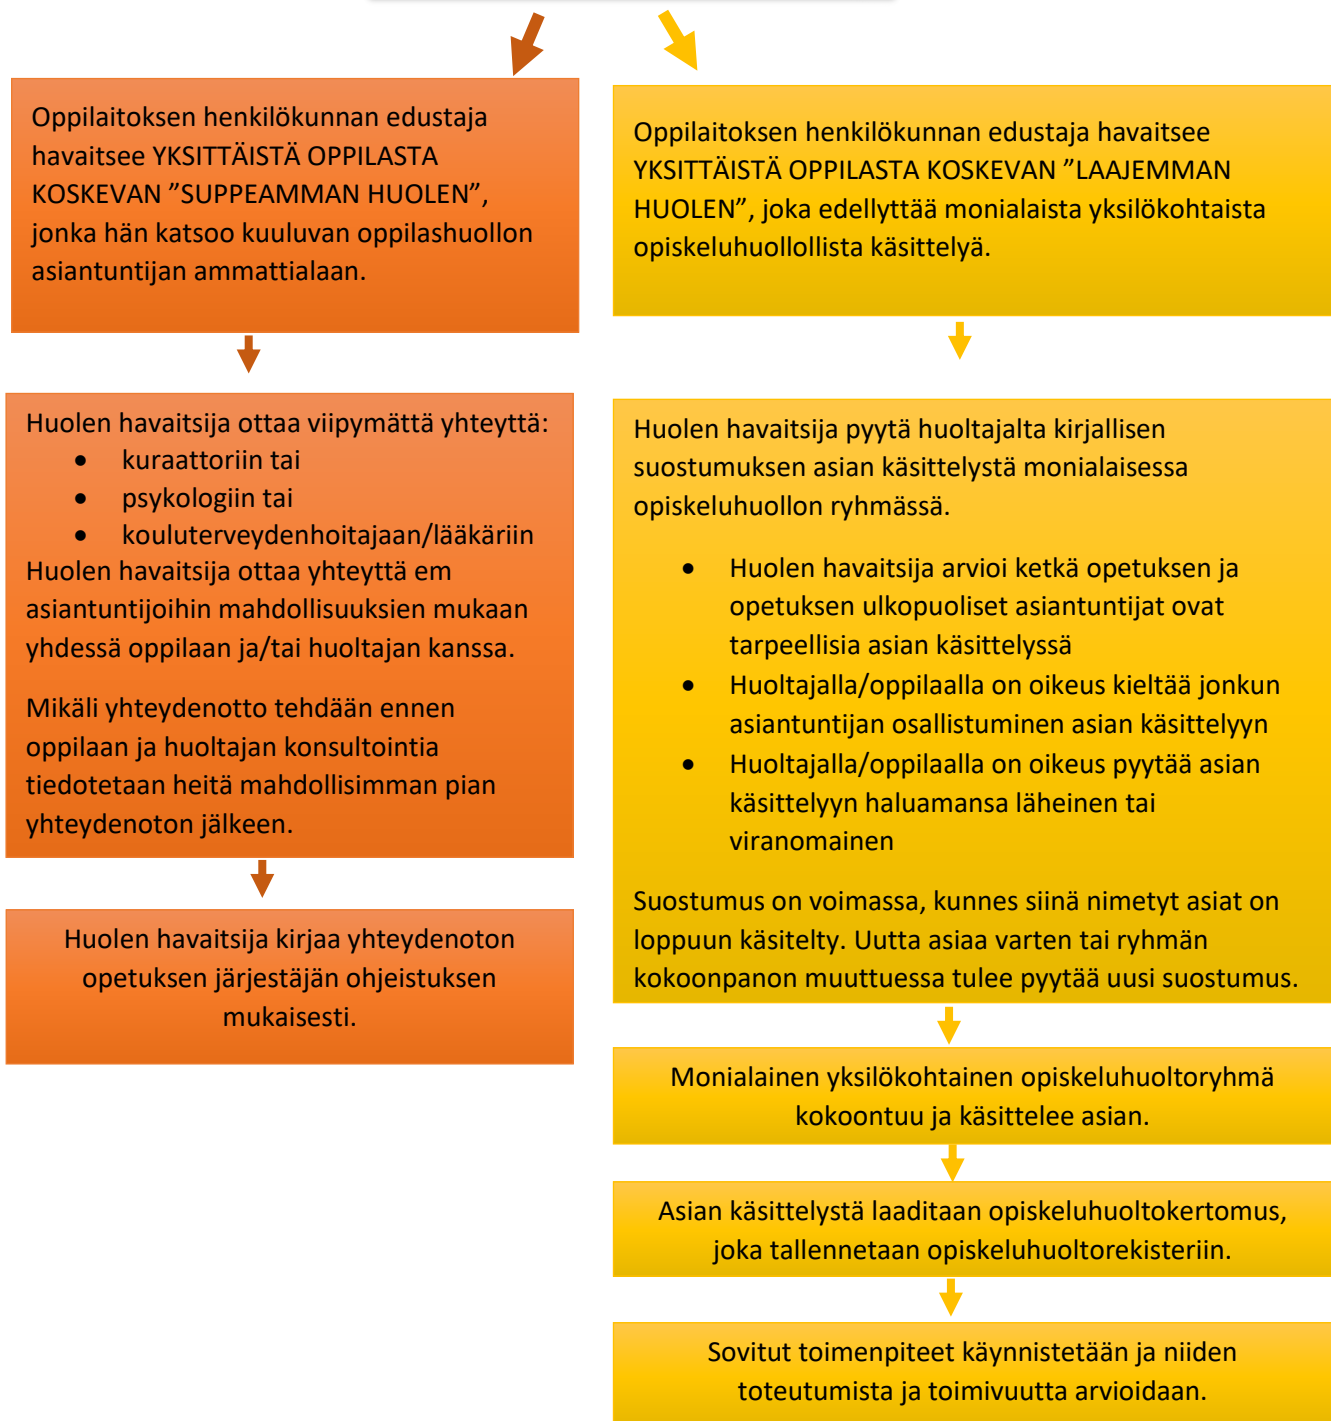 Oppilaitoksen henkilökunnan edustaja
havaitsee YKSITTÄISTÄ OPPILASTA
KOSKEVAN ”SUPPEAMMAN HUOLEN”,
jonka hän katsoo kuuluvan oppilashuollon
asiantuntijan ammattialaan.
Huolen havaitsija ottaa viipymättä yhteyttä:
• kuraattoriin tai
• psykologiin tai
• kouluterveydenhoitajaan/lääkäriin
Huolen havaitsija ottaa yhteyttä em
asiantuntijoihin mahdollisuuksien mukaan
yhdessä oppilaan ja/tai huoltajan kanssa.
Mikäli yhteydenotto tehdään ennen
oppilaan ja huoltajan konsultointia
tiedotetaan heitä mahdollisimman pian
yhteydenoton jälkeen.
Huolen havaitsija kirjaa yhteydenoton
opetuksen järjestäjän ohjeistuksen
mukaisesti.
Oppilaitoksen henkilökunnan edustaja havaitsee
YKSITTÄISTÄ OPPILASTA KOSKEVAN ”LAAJEMMAN
HUOLEN”, joka edellyttää monialaista yksilökohtaista
opiskeluhuollollista käsittelyä.
Huolen havaitsija pyytä huoltajalta kirjallisen
suostumuksen asian käsittelystä monialaisessa
opiskeluhuollon ryhmässä.
• Huolen havaitsija arvioi ketkä opetuksen ja
opetuksen ulkopuoliset asiantuntijat ovat
tarpeellisia asian käsittelyssä
• Huoltajalla/oppilaalla on oikeus kieltää jonkun
asiantuntijan osallistuminen asian käsittelyyn
• Huoltajalla/oppilaalla on oikeus pyytää asian
käsittelyyn haluamansa läheinen tai
viranomainen
Suostumus on voimassa, kunnes siinä nimetyt asiat on
loppuun käsitelty. Uutta asiaa varten tai ryhmän
kokoonpanon muuttuessa tulee pyytää uusi suostumus.
Monialainen yksilökohtainen opiskeluhuoltoryhmä
kokoontuu ja käsittelee asian.
Asian käsittelystä laaditaan opiskeluhuoltokertomus,
joka tallennetaan opiskeluhuoltorekisteriin.
Sovitut toimenpiteet käynnistetään ja niiden
toteutumista ja toimivuutta arvioidaan.